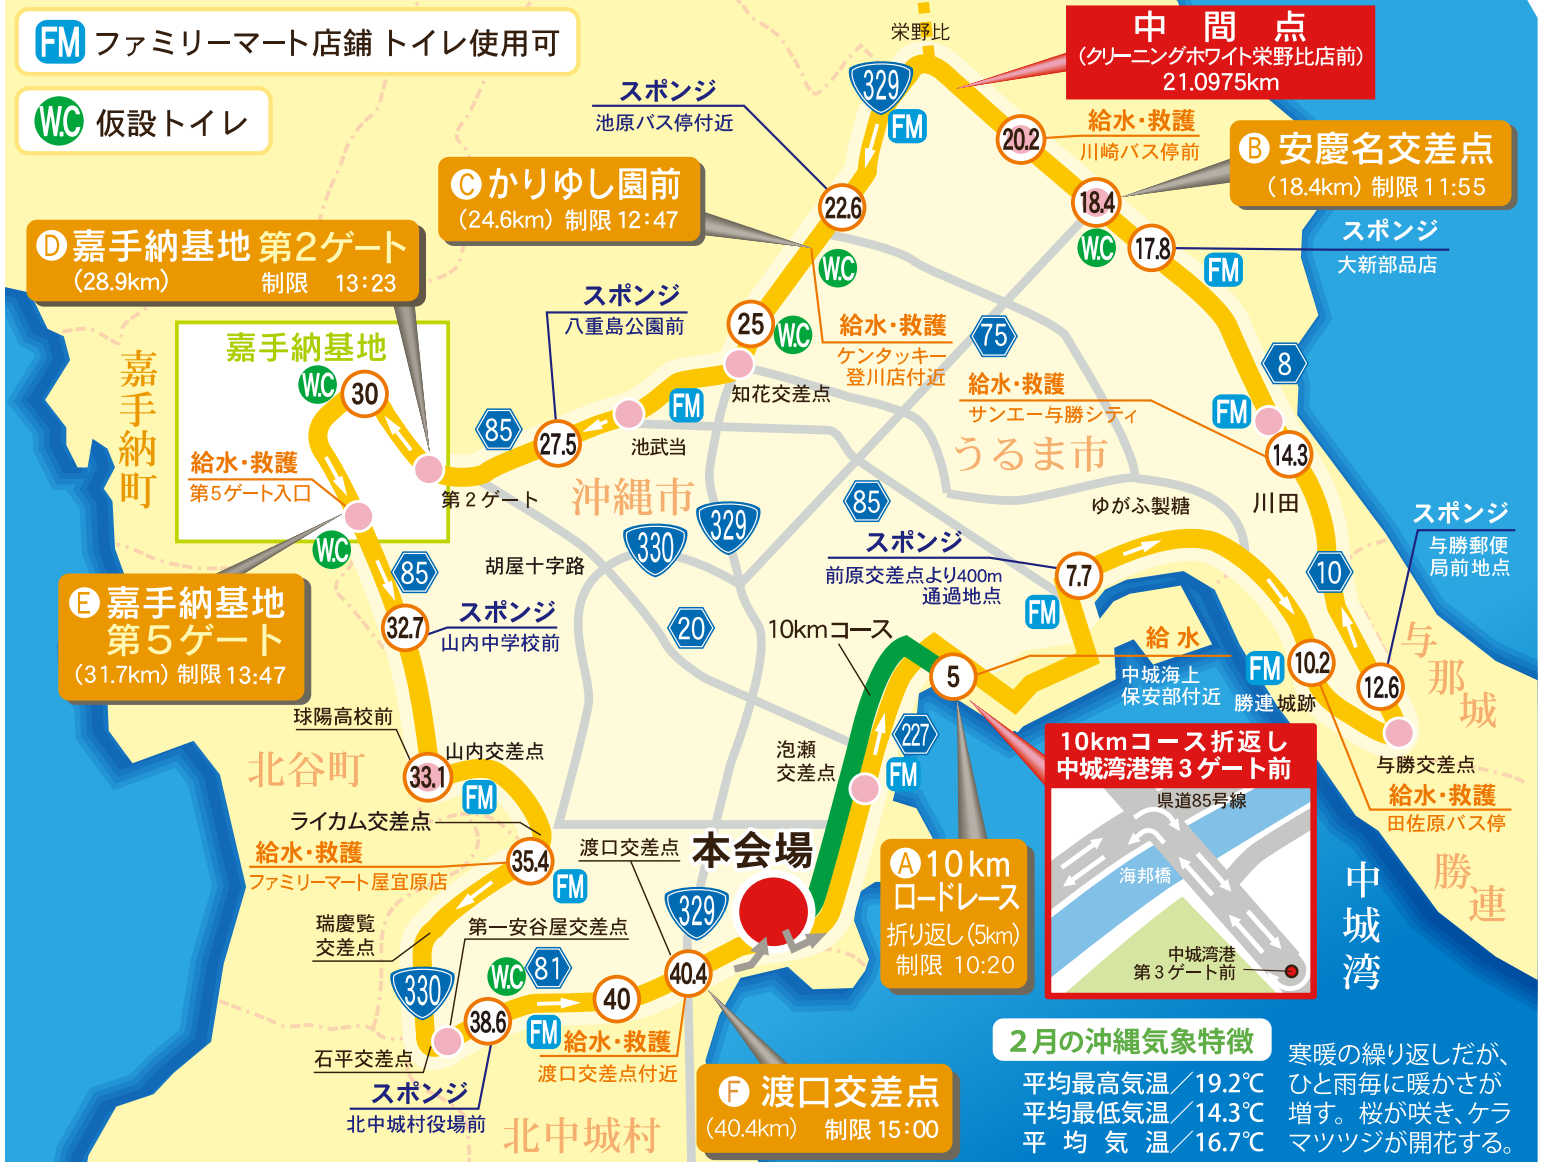 FM ファミリーマート店舗 トイレ使用可
W.C 仮設トイレ
栄野比
中間点
(クリーニングホワイト栄野比店前)
21.0975km
329
FM
スポンジ
池原バス停付近
給水・救護
川崎バス停前
20.2
B 安慶名交差点
(18.4km) 制限 11:55
18.4
W.C
17.8
スポンジ
大新部品店
FM
C かりゆし園前
(24.6km) 制限 12:47
22.6
W.C
D 嘉手納基地 第2ゲート
(28.9km) 制限 13:23
スポンジ
八重島公園前
25
W.C
給水・救護
ケンタッキー
登川店付近
75
8
嘉手納基地
嘉手納町
W.C
30
知花交差点
FM
給水・救護
サンエー与勝シティ
FM
85
27.5
池武当
うるま市
14.3
給水・救護
第5ゲート入口
第2ゲート
沖縄市
85
ゆがふ製糖
川田
329
330
スポンジ
与勝郵便
局前地点
W.C
85
胡屋十字路
スポンジ
前原交差点より400m
通過地点
7.7
FM
10
E 嘉手納基地
第5ゲート
(31.7km) 制限 13:47
32.7
スポンジ
山内中学校前
20
10kmコース
給水
中城海上
保安部付近
5
FM
10.2
勝連城跡
12.6
与那城
球陽高校前
北谷町
33.1
山内交差点
FM
泡瀬
交差点
227
FM
10kmコース折返し
中城湾港第3ゲート前
県道85号線
海邦橋
中城湾港
第3ゲート前
与勝交差点
給水・救護
田佐原バス停
勝連
中城湾
ライカム交差点
給水・救護
ファミリーマート屋宜原店
35.4
FM
渡口交差点
本会場
A 10km
ロードレース
折り返し(5km)
制限 10:20
瑞慶覧
交差点
第一安谷屋交差点
329
330
W.C
81
38.6
40
40.4
FM
給水・救護
渡口交差点付近
石平交差点
スポンジ
北中城村役場前
北中城村
F 渡口交差点
(40.4km) 制限 15:00
2月の沖縄気象特徴
平均最高気温/19.2℃
平均最低気温/14.3℃
平均気温/16.7℃
寒暖の繰り返しだが、
ひと雨毎に暖かさが
増す。桜が咲き、ケラ
マツツジが開花する。